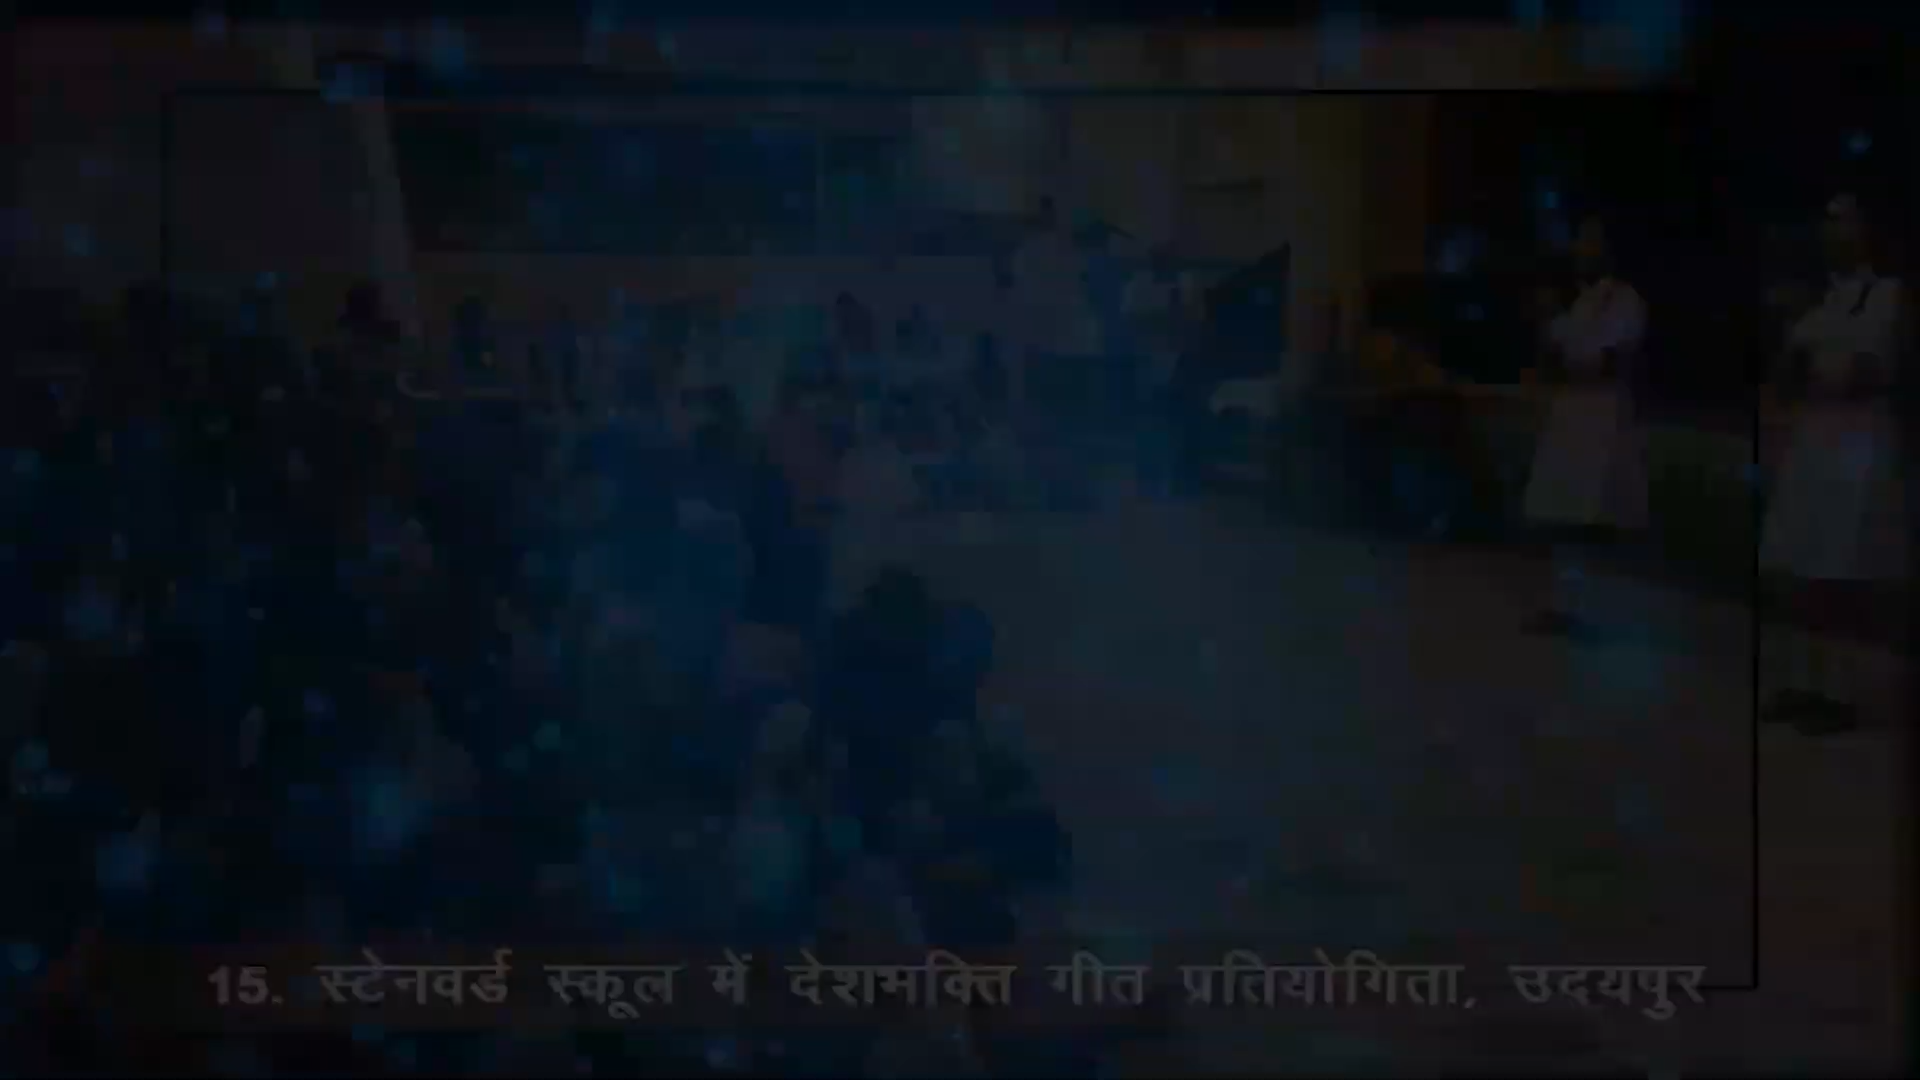 15. स्टेनवर्ड स्कूल में देशभक्ति गीत प्रतियोगिता, उदयपुर